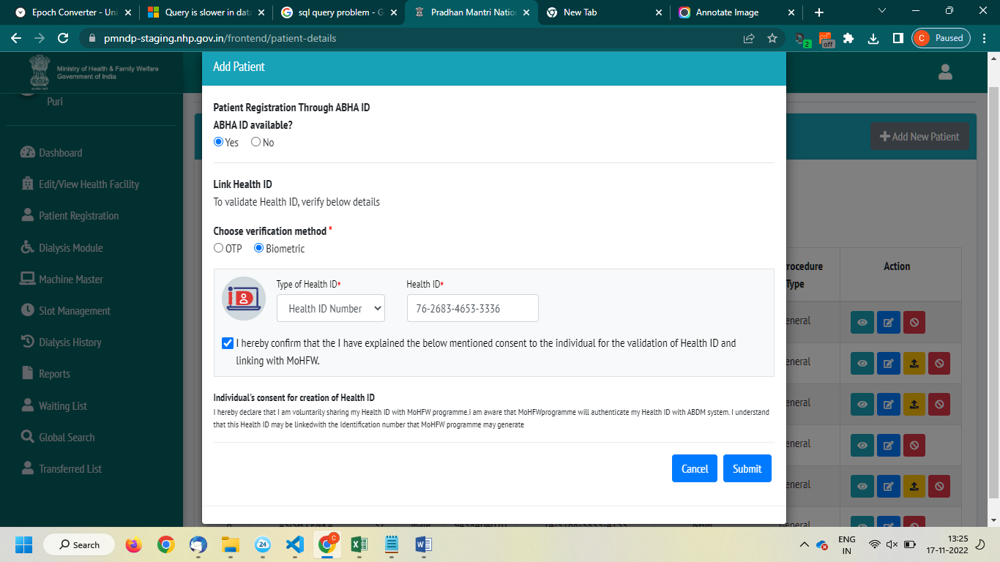 Epoch Converter - Uni
Query is slower in data
sql query problem - G
Pradhan Mantri Natio
New Tab
Annotate Image
pmndp-staging.nhp.gov.in/frontend/patient-details
2
off
C
Paused
Ministry of Health & Family Welfare
Government of India
Puri
Dashboard
Edit/View Health Facility
Patient Registration
Dialysis Module
Machine Master
Slot Management
Dialysis History
Reports
Waiting List
Global Search
Transferred List
Add Patient
Patient Registration Through ABHA ID
ABHA ID available?
Yes No
Link Health ID
To validate Health ID, verify below details
Choose verification method *
OTP Biometric
Type of Health ID* Health ID*
Health ID Number 76-2683-4653-3336
I hereby confirm that the I have explained the below mentioned consent to the individual for the validation of Health ID and
linking with MoHFW.
Individual's consent for creation of Health ID
I hereby declare that I am voluntarily sharing my Health ID with MoHFW programme.I am aware that MoHFWprogramme will authenticate my Health ID with ABDM system. I understand
that this Health ID may be linkedwith the Identification number that MoHFW programme may generate
Cancel Submit
+ Add New Patient
rocedure
Type
Action
eneral
eneral
eneral
eneral
eneral
General
Search
24
C
ENG
IN
13:25
17-11-2022